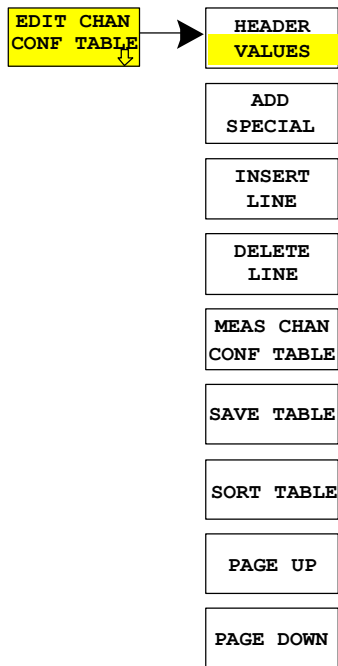 EDIT CHAN
CONF TABLE
HEADER
VALUES
ADD
SPECIAL
INSERT
LINE
DELETE
LINE
MEAS CHAN
CONF TABLE
SAVE TABLE
SORT TABLE
PAGE UP
PAGE DOWN